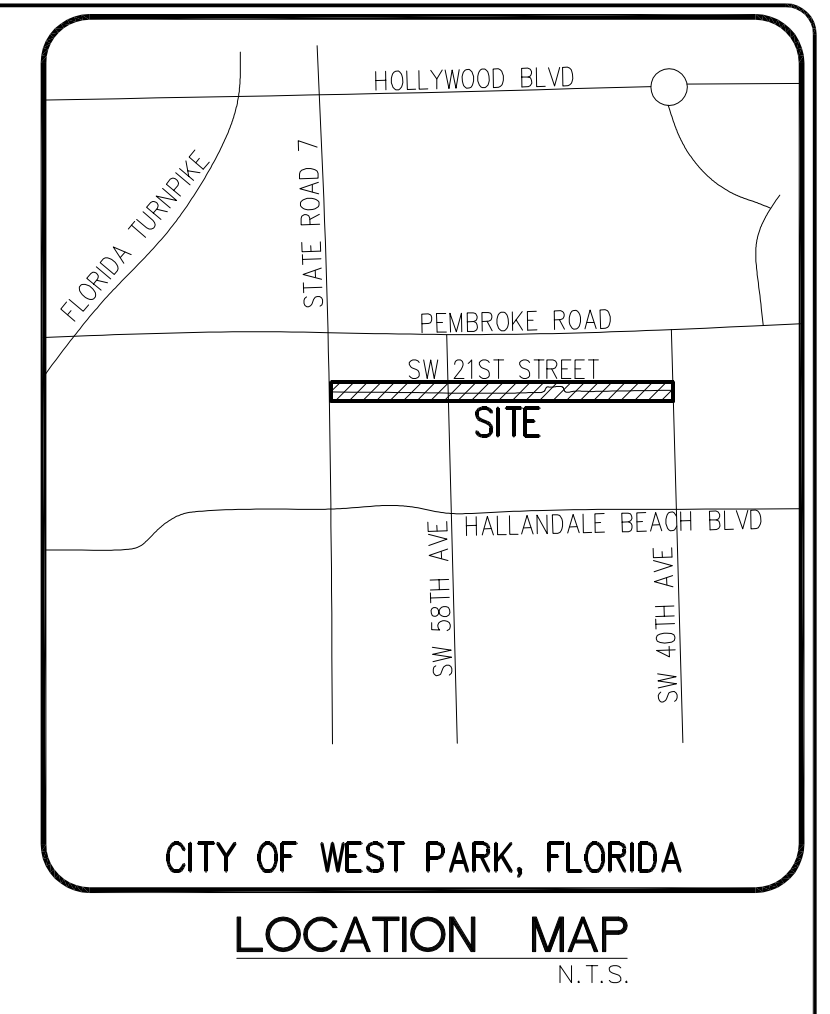 HOLLYWOOD BLVD
FLORIDA TURNPIKE
STATE ROAD 7
PEMBROKE ROAD
SW 21ST STREET
SITE
HALLANDALE BEACH BLVD
SW 58TH AVE
SW 40TH AVE
CITY OF WEST PARK, FLORIDA
LOCATION MAP
N.T.S.